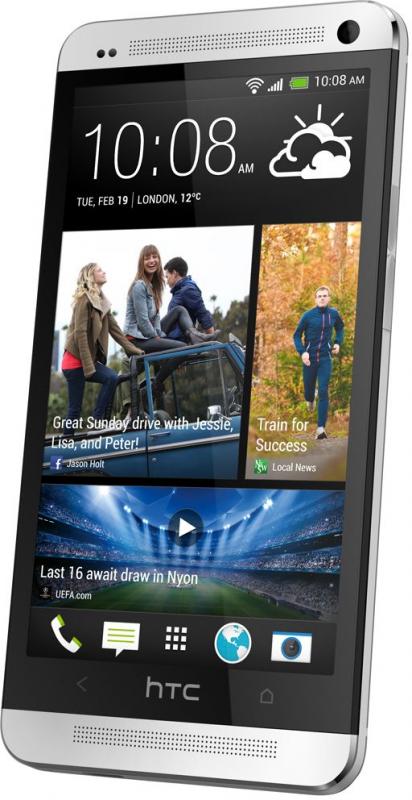 10:08 AM
10:08 AM
TUE, FEB 19 | LONDON, 12°C
Great Sunday drive with Jessie,
Lisa, and Peter!
f Jason Holt
Train for
Success
Local News
Last 16 await draw in Nyon
UEFA.com
hTC